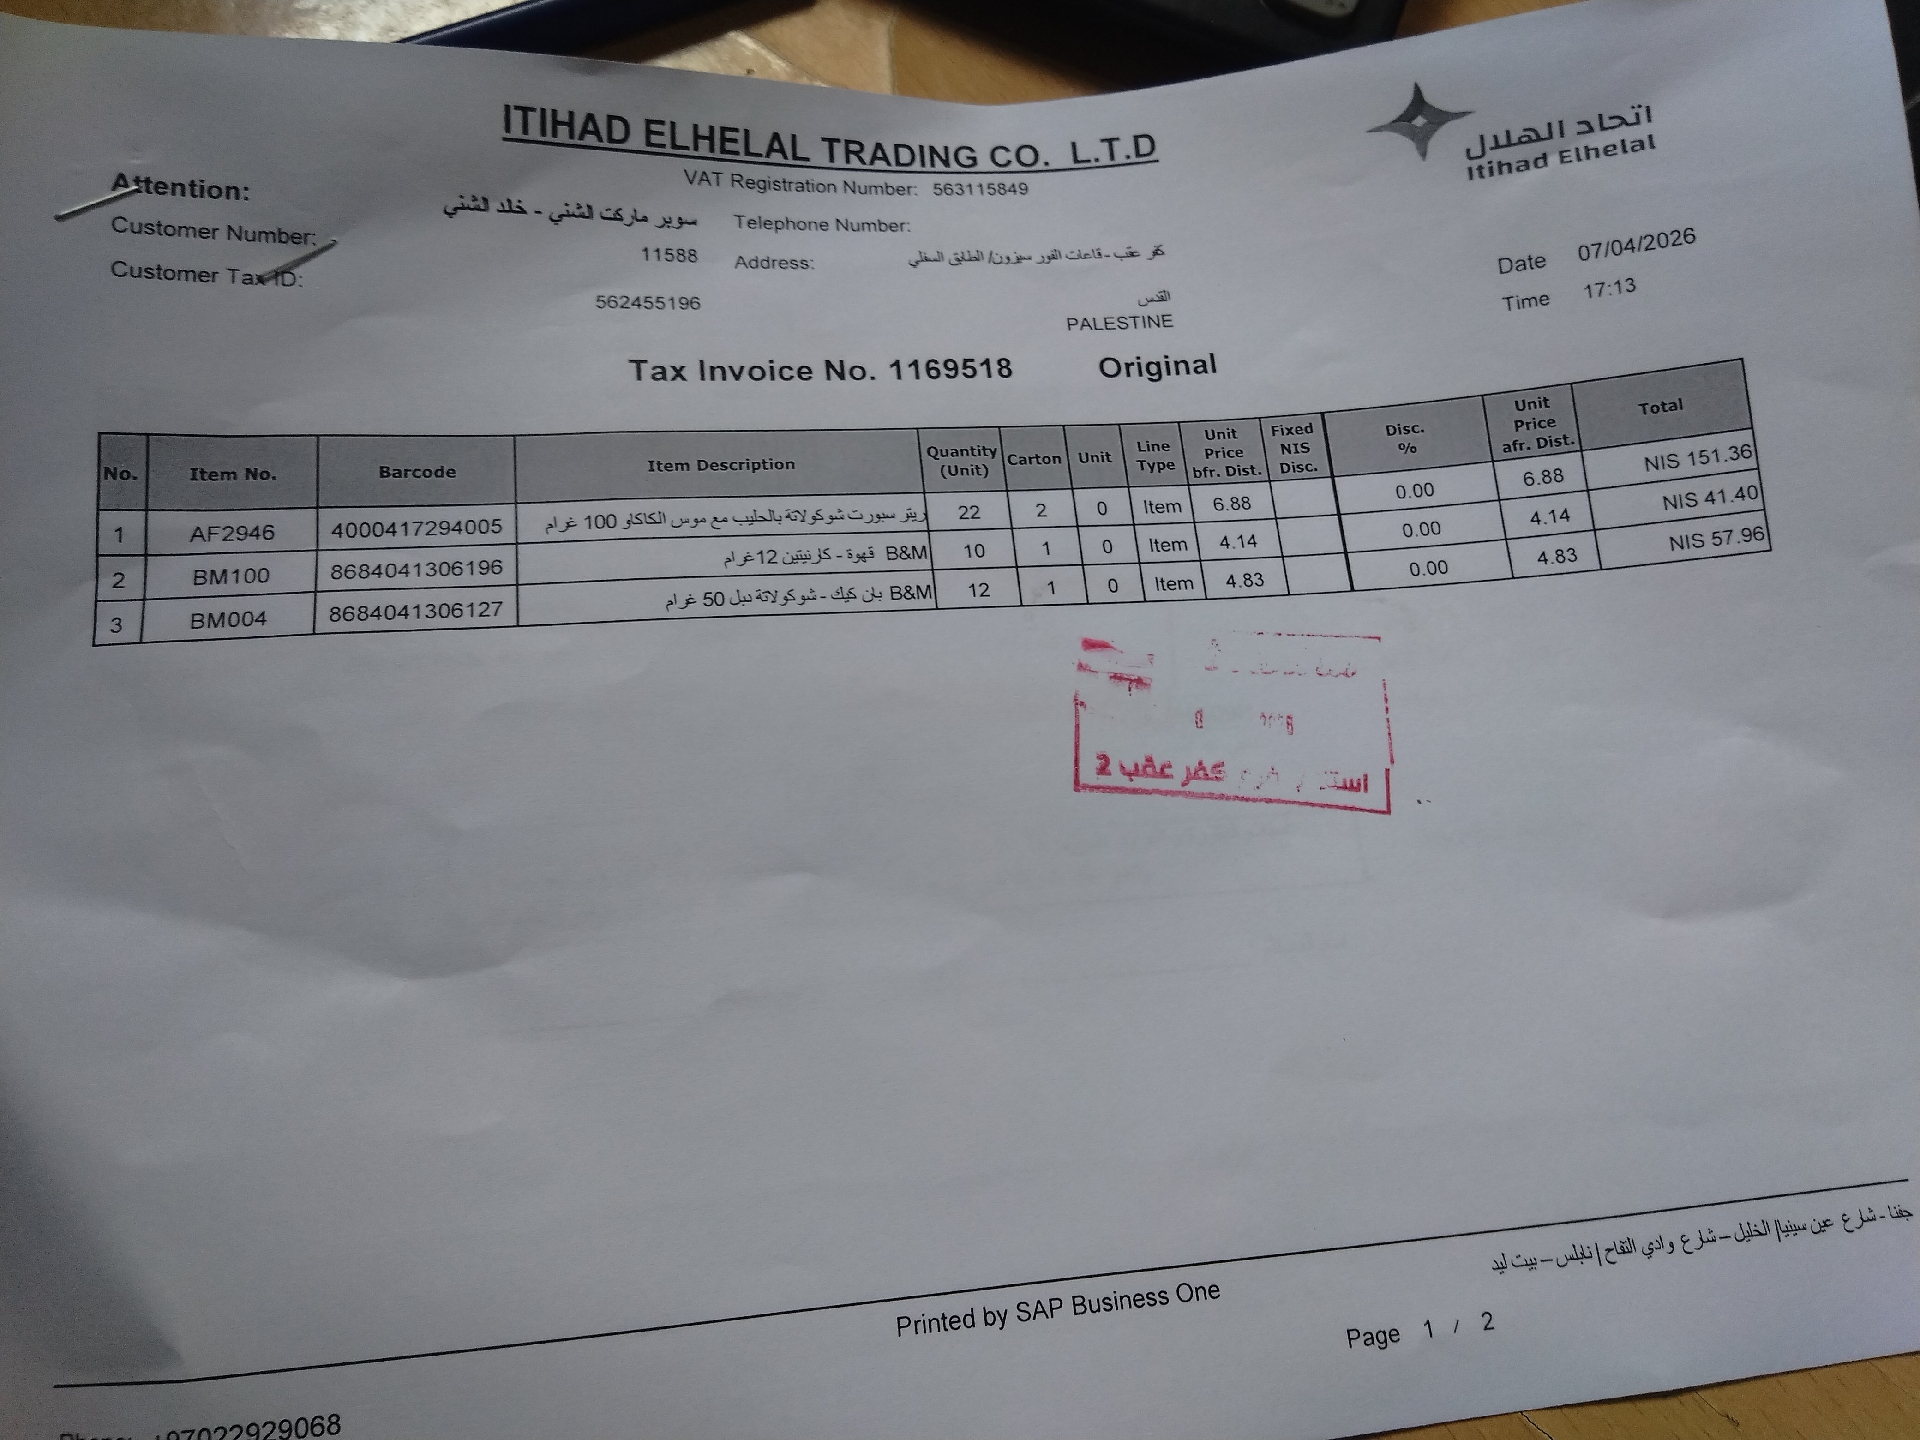 ITIHAD ELHELAL TRADING CO. L.T.D
اتحاد الهلال
Itihad Elhelal
VAT Registration Number: 563115849
Attention: سوبر ماركت الشني - خلد الشني Telephone Number:
Customer Number: 11588 Address: كفر عقب-قاعات الفور سيزون/ الطابق السفلي
Customer Tax ID: 562455196 القدس
PALESTINE
Date 07/04/2026
Time 17:13
Tax Invoice No. 1169518 Original
No. Item No. Barcode Item Description Quantity (Unit) Carton Unit Line Type Unit Price bfr. Dist. Fixed NIS Disc. Disc. % Unit Price afr. Dist. Total
1 AF2946 4000417294005 ريتر سبورت شوكولاتة بالحليب مع موس الكاكاو 100 غرام 22 2 0 Item 6.88 0.00 6.88 NIS 151.36
2 BM100 8684041306196 B&M قهوة - كارنيتين 12غرام 10 1 0 Item 4.14 0.00 4.14 NIS 41.40
3 BM004 8684041306127 B&M بان كيك - شوكولاتة دبل 50 غرام 12 1 0 Item 4.83 0.00 4.83 NIS 57.96
كفر عقب 2
جفنا - شارع عين سينيا| الخليل – شارع وادي التفاح | نابلس – بيت ليد
Printed by SAP Business One
Page 1 / 2
07022929068